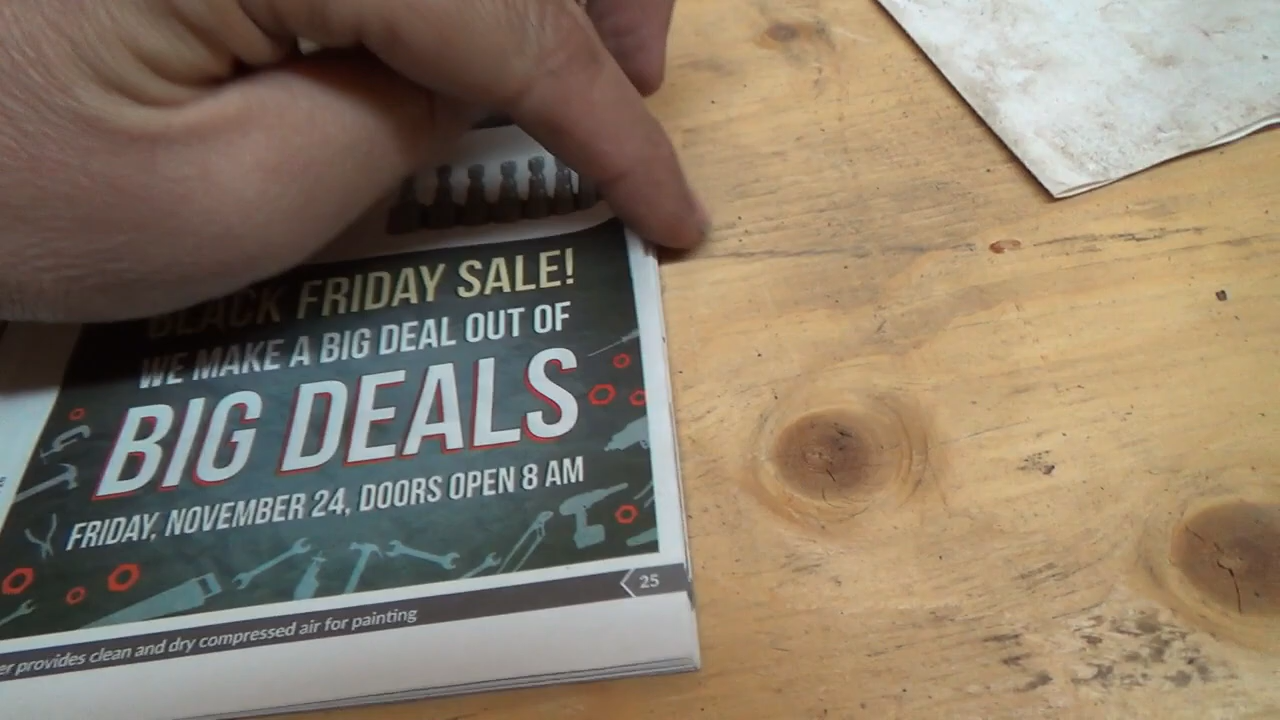 BLACK FRIDAY SALE!
WE MAKE A BIG DEAL OUT OF
BIG DEALS
FRIDAY, NOVEMBER 24, DOORS OPEN 8 AM
25
provides clean and dry compressed air for painting